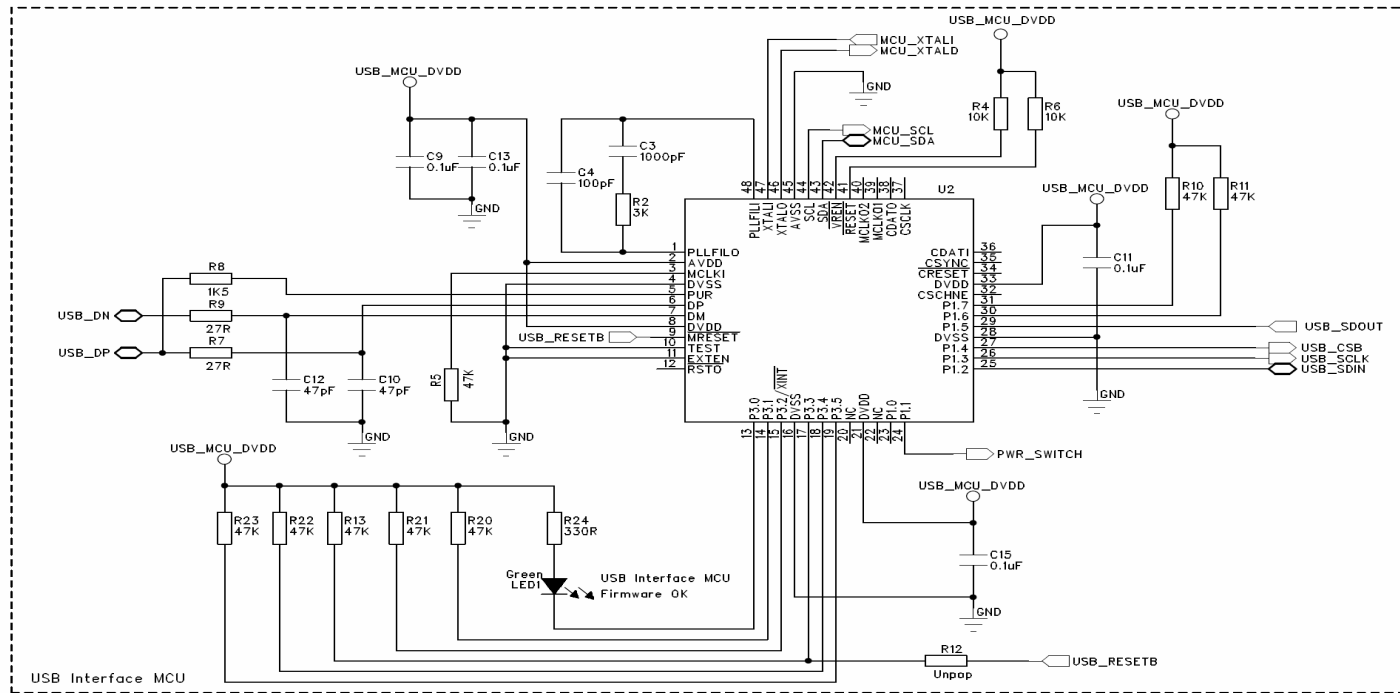 USB_MCU_DVDD
MCU_XTALI
MCU_XTALO
USB_MCU_DVDD
GND
R4
10K
R6
10K
USB_MCU_DVDD
MCU_SCL
MCU_SDA
C9
0.1uF
C13
0.1uF
C3
1000pF
C4
100pF
R2
3K
GND
U2
USB_MCU_DVDD
R10
47K
R11
47K
C11
0.1uF
48 47 46 45 44 43 42 41 40 39 38 37
PLLFILI
XTALI
XTALO
AVSS
SCL
SDA
VREN
RESET
MCLKO2
MCLKO1
CDATO
CSCLK
1 PLLFILO
2 AVDD
3 MCLKI
4 DVSS
5 PUR
6 DP
7 DM
8 DVDD
9 MRESET
10 TEST
11 EXTEN
12 RSTO
CDATI 36
CSYNC 35
CRESET 34
DVDD 33
CSCHNE 32
P1.7 31
P1.6 30
P1.5 29
DVSS 28
P1.4 27
P1.3 26
P1.2 25
R8
1K5
USB_DN
R9
27R
USB_RESETB
USB_DP
R7
27R
USB_SDOUT
USB_CSB
USB_SCLK
USB_SDIN
C12
47pF
C10
47pF
R5
47K
GND
GND
GND
P3.0
P3.1
P3.2/XINT
DVSS
P3.3
P3.4
P3.5
NC
DVDD
NC
P1.0
P1.1
13 14 15 16 17 18 19 20 21 22 23 24
PWR_SWITCH
USB_MCU_DVDD
USB_MCU_DVDD
R23
47K
R22
47K
R13
47K
R21
47K
R20
47K
R24
330R
C15
0.1uF
Green
LED1
USB Interface MCU
Firmware OK
GND
R12
Unpop
USB_RESETB
USB Interface MCU